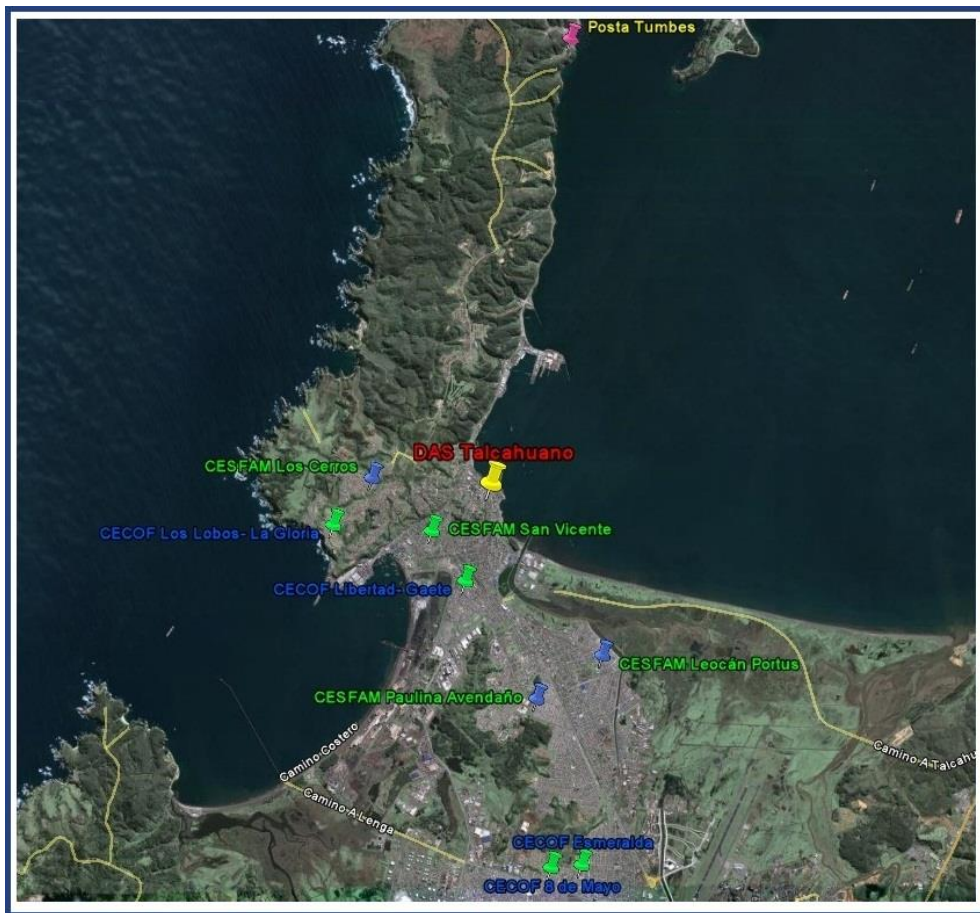 Posta Tumbes
DAS Talcahuano
CESFAM Los Cerros
CECOF Los Lobos- La Gloria
CESFAM San Vicente
CECOF Libertad- Gaete
CESFAM Leocán Portus
CESFAM Paulina Avendaño
Camino Costero
Camino A Talcahu
Camino A Lenga
CECOF Esmeralda
CECOF 8 de Mayo